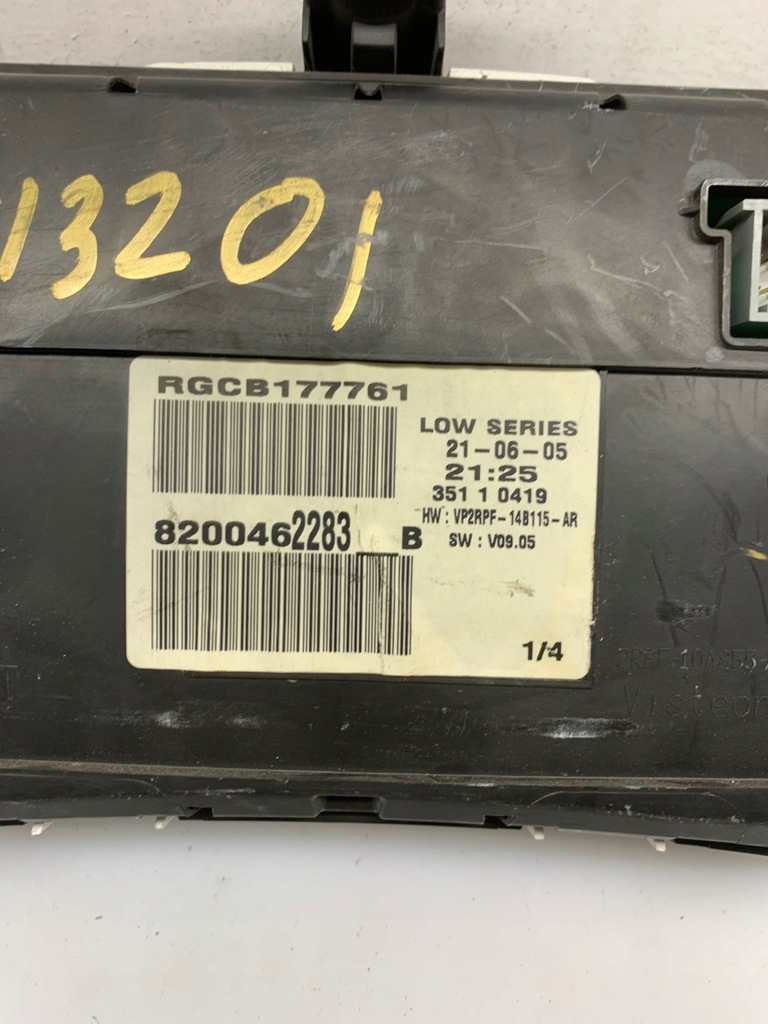 13201
RGCB177761
LOW SERIES
21-06-05
21:25
351 1 0419
HW : VP2RPF-14B115-AR
SW : V09.05
8200462283__B
1/4
Visteon